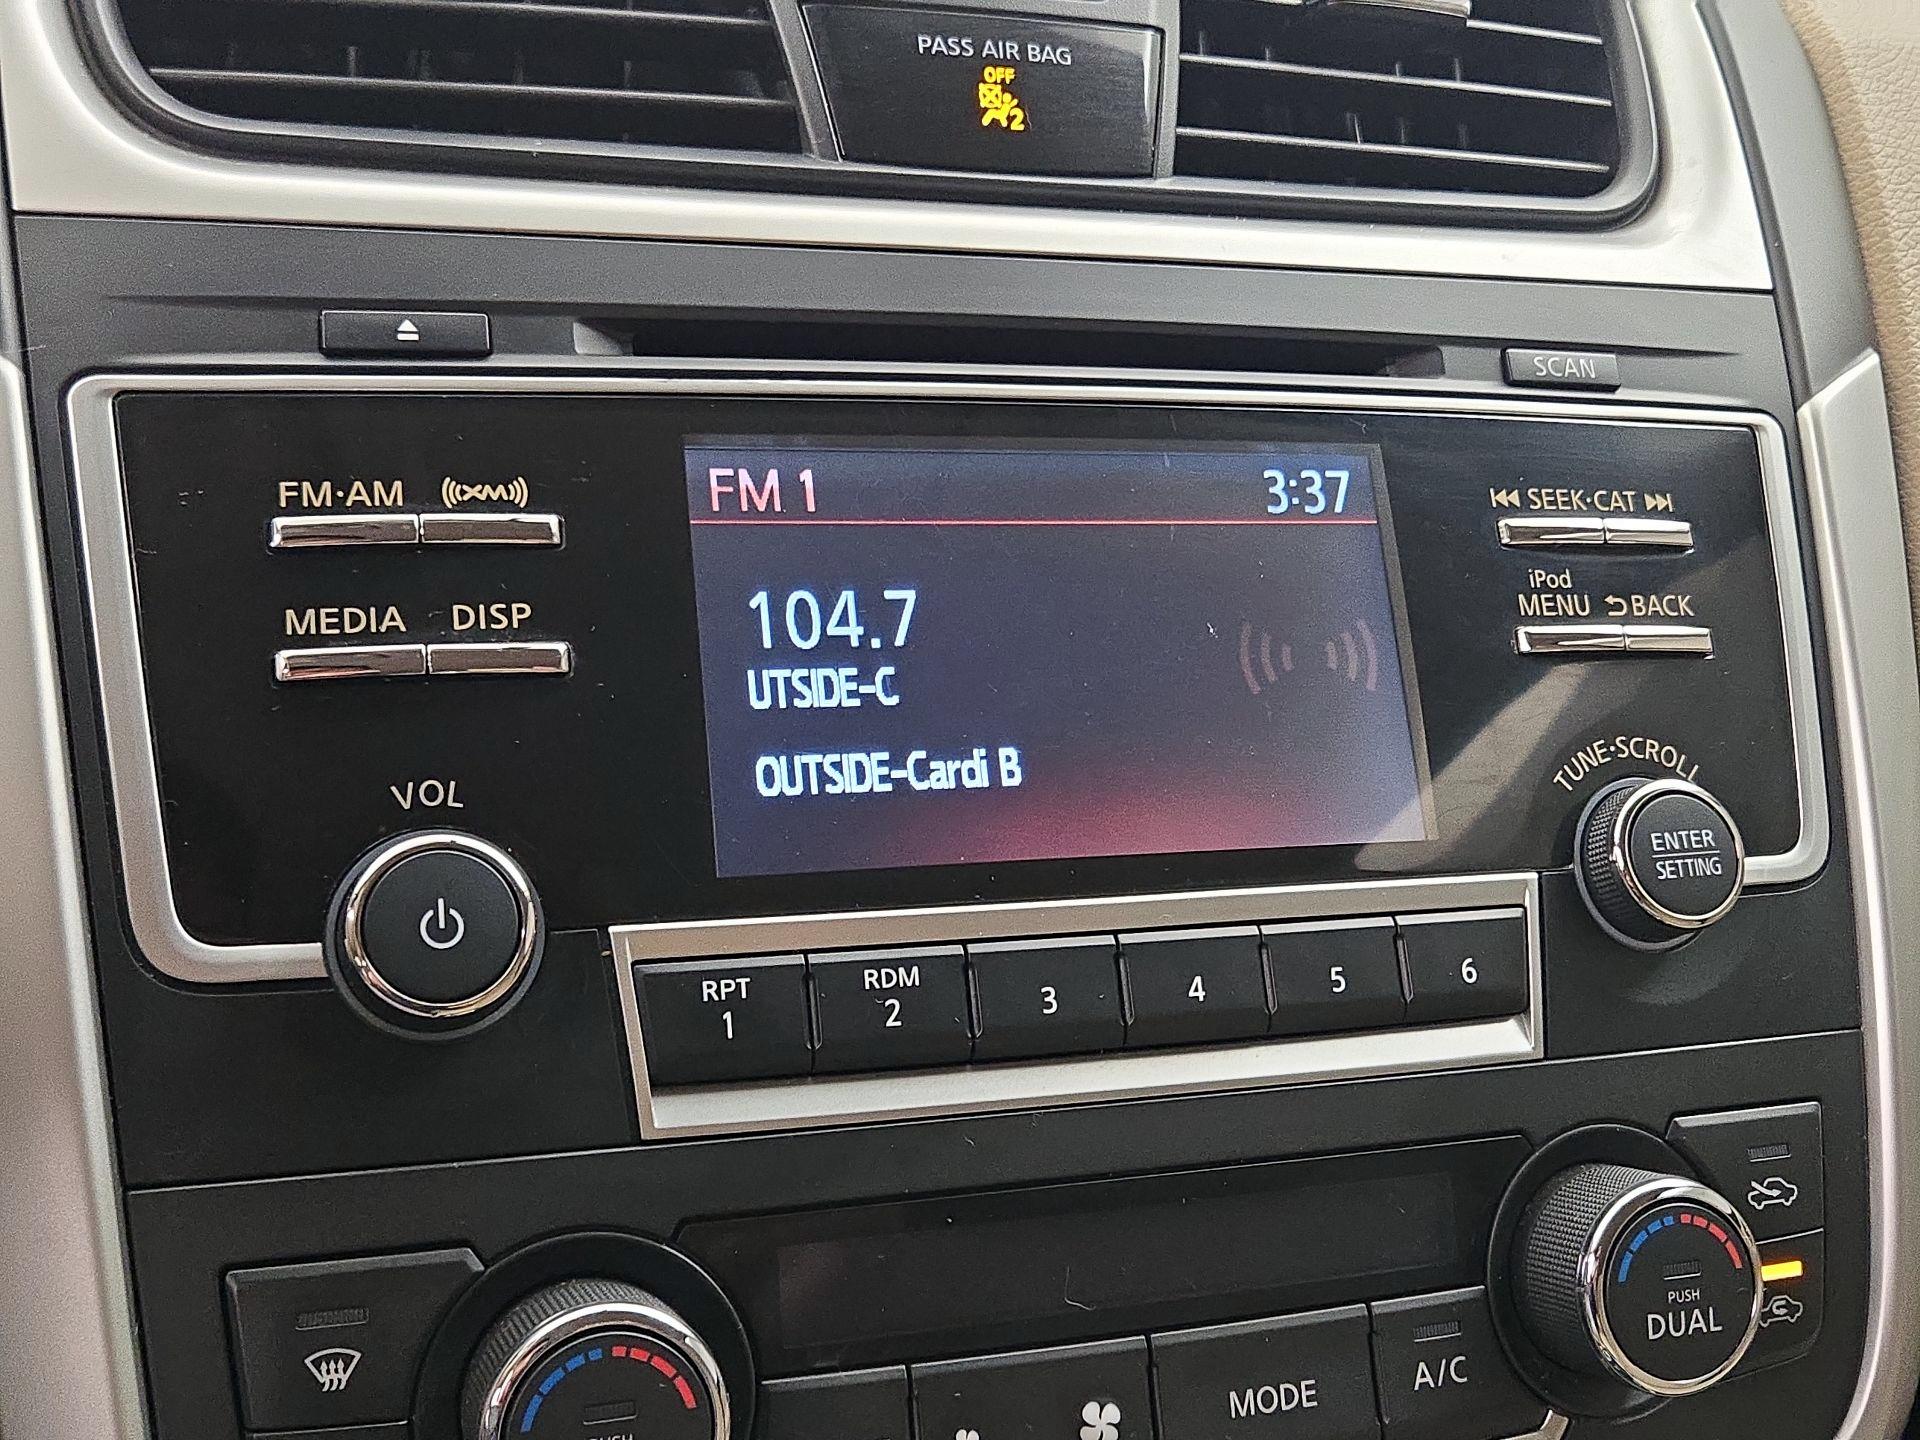 PASS AIR BAG
OFF
2
SCAN
FM·AM
((XM))
FM 1
3:37
SEEK·CAT
MEDIA
DISP
104.7
UTSIDE-C
iPod
MENU
BACK
OUTSIDE-Cardi B
VOL
TUNE·SCROLL
ENTER
SETTING
RPT
1
RDM
2
3
4
5
6
PUSH
DUAL
MODE
A/C
PUSH